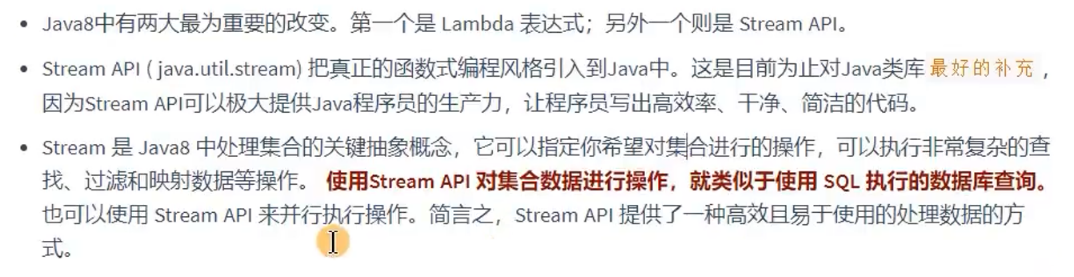 • Java8中有两大最为重要的改变。第一个是 Lambda 表达式；另外一个则是 Stream API。
• Stream API ( java.util.stream) 把真正的函数式编程风格引入到Java中。这是目前为止对Java类库 最好的补充，
因为Stream API可以极大提供Java程序员的生产力，让程序员写出高效率、干净、简洁的代码。
• Stream 是 Java8 中处理集合的关键抽象概念，它可以指定你希望对集合进行的操作，可以执行非常复杂的查
找、过滤和映射数据等操作。 使用Stream API 对集合数据进行操作，就类似于使用 SQL 执行的数据库查询。
也可以使用 Stream API 来并行执行操作。简言之，Stream API 提供了一种高效且易于使用的处理数据的方
式。